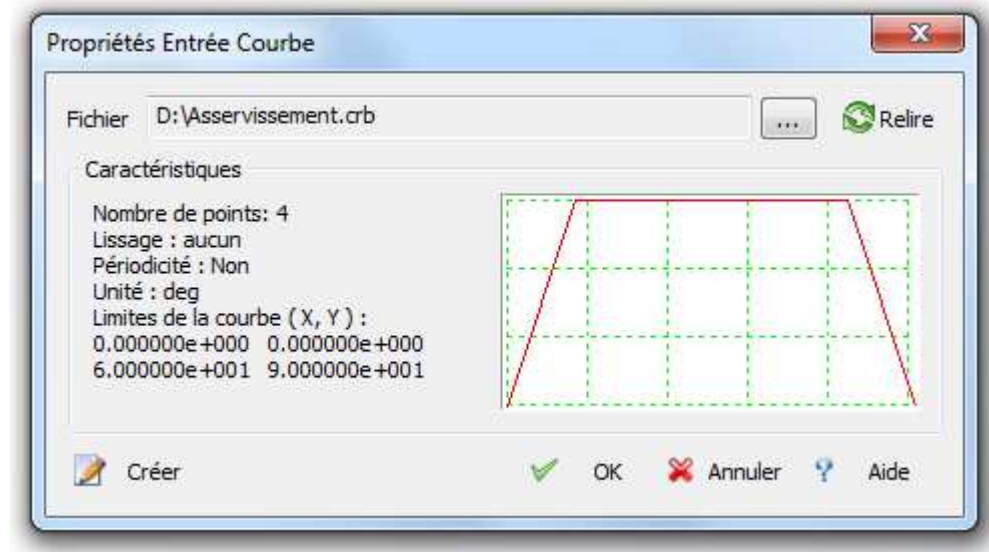 Propriétés Entrée Courbe
Fichier D:\Asservissement.crb ... Relire
Caractéristiques
Nombre de points: 4
Lissage : aucun
Périodicité : Non
Unité : deg
Limites de la courbe ( X, Y ) :
0.000000e+000 0.000000e+000
6.000000e+001 9.000000e+001
Créer OK Annuler ? Aide